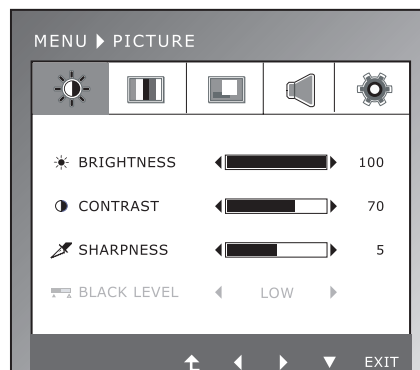 MENU PICTURE
BRIGHTNESS 100
CONTRAST 70
SHARPNESS 5
BLACK LEVEL LOW
EXIT